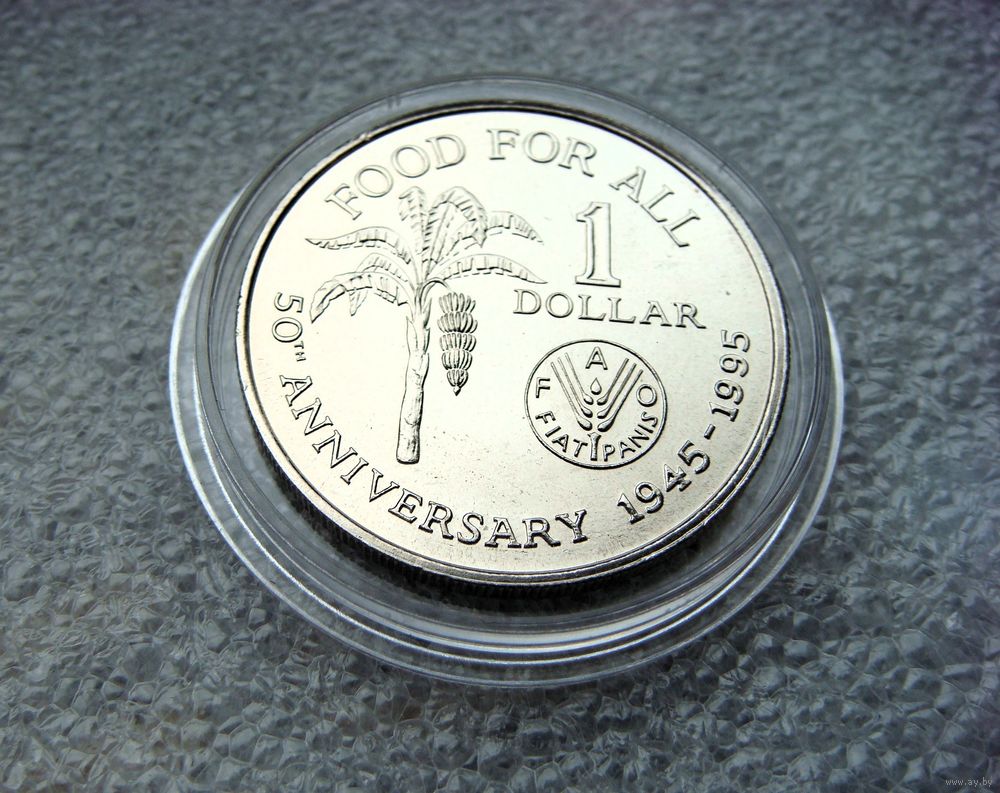 FOOD FOR ALL
1
DOLLAR
F A O
FIAT PANIS
50TH ANNIVERSARY 1945-1995
www.ay.by